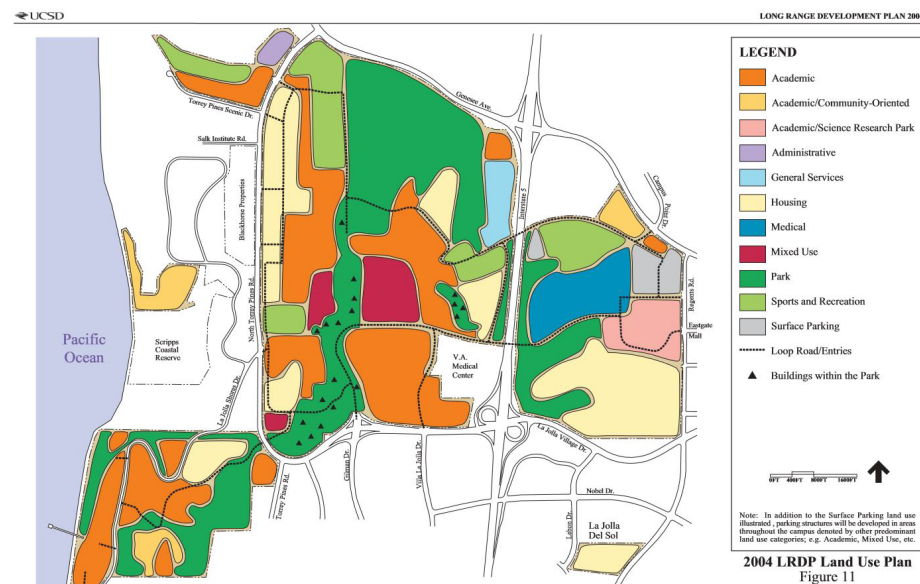 UCSD
LONG RANGE DEVELOPMENT PLAN 200
LEGEND
Academic
Academic/Community-Oriented
Academic/Science Research Park
Administrative
General Services
Housing
Medical
Mixed Use
Park
Sports and Recreation
Surface Parking
Loop Road/Entries
Buildings within the Park
0FT 400FT 800FT 1600FT
Note: In addition to the Surface Parking land use
illustrated , parking structures will be developed in areas
throughout the campus denoted by other predominant
land use categories; e.g. Academic, Mixed Use, etc.
2004 LRDP Land Use Plan
Figure 11
Torrey Pines Scenic Dr.
Salk Institute Rd.
Blackhorse Properties
North Torrey Pines Rd.
Genesee Ave.
Interstate 5
Campus
Point Dr.
Regents Rd.
Eastgate
Mall
Pacific
Ocean
Scripps
Coastal
Reserve
V.A.
Medical
Center
La Jolla Shores Dr.
Torrey Pines Rd.
Gilman Dr.
Villa La Jolla Dr.
La Jolla Village Dr.
Nobel Dr.
Lebon Dr.
La Jolla
Del Sol